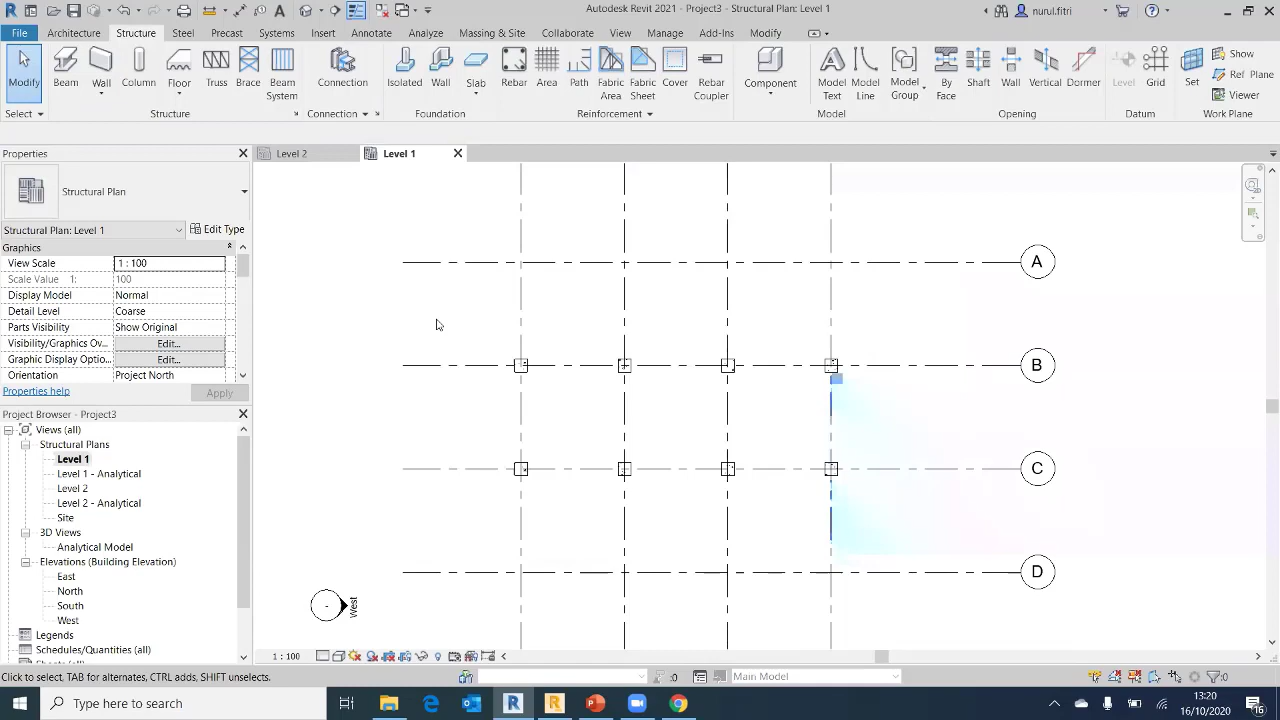 Autodesk Revit 2021 - Project3 - Structural Plan: Level 1
nurul.fitri
File Architecture Structure Steel Precast Systems Insert Annotate Analyze Massing & Site Collaborate View Manage Add-Ins Modify
Modify Beam Wall Column Floor Truss Brace Beam System Connection Isolated Wall Slab Rebar Area Path Fabric Area Fabric Sheet Cover Rebar Coupler Component Model Text Model Line Model Group By Face Shaft Wall Vertical Dormer Level Grid Set Show Ref Plane Viewer
Select Structure Connection Foundation Reinforcement Model Opening Datum Work Plane
Properties
Level 2 Level 1
Structural Plan
Structural Plan: Level 1 Edit Type
Graphics
View Scale 1 : 100
Scale Value 1: 100
Display Model Normal
Detail Level Coarse
Parts Visibility Show Original
Visibility/Graphics Ov... Edit...
Graphic Display Optio... Edit...
Orientation Project North
Properties help Apply
Project Browser - Project3
Views (all)
Structural Plans
Level 1
Level 1 - Analytical
Level 2
Level 2 - Analytical
Site
3D Views
Analytical Model
Elevations (Building Elevation)
East
North
South
West
Legends
Schedules/Quantities (all)
A
B
C
D
West
1 : 100
Click to select, TAB for alternates, CTRL adds, SHIFT unselects.
:0 Main Model :0
Type here to search
13:20
16/10/2020